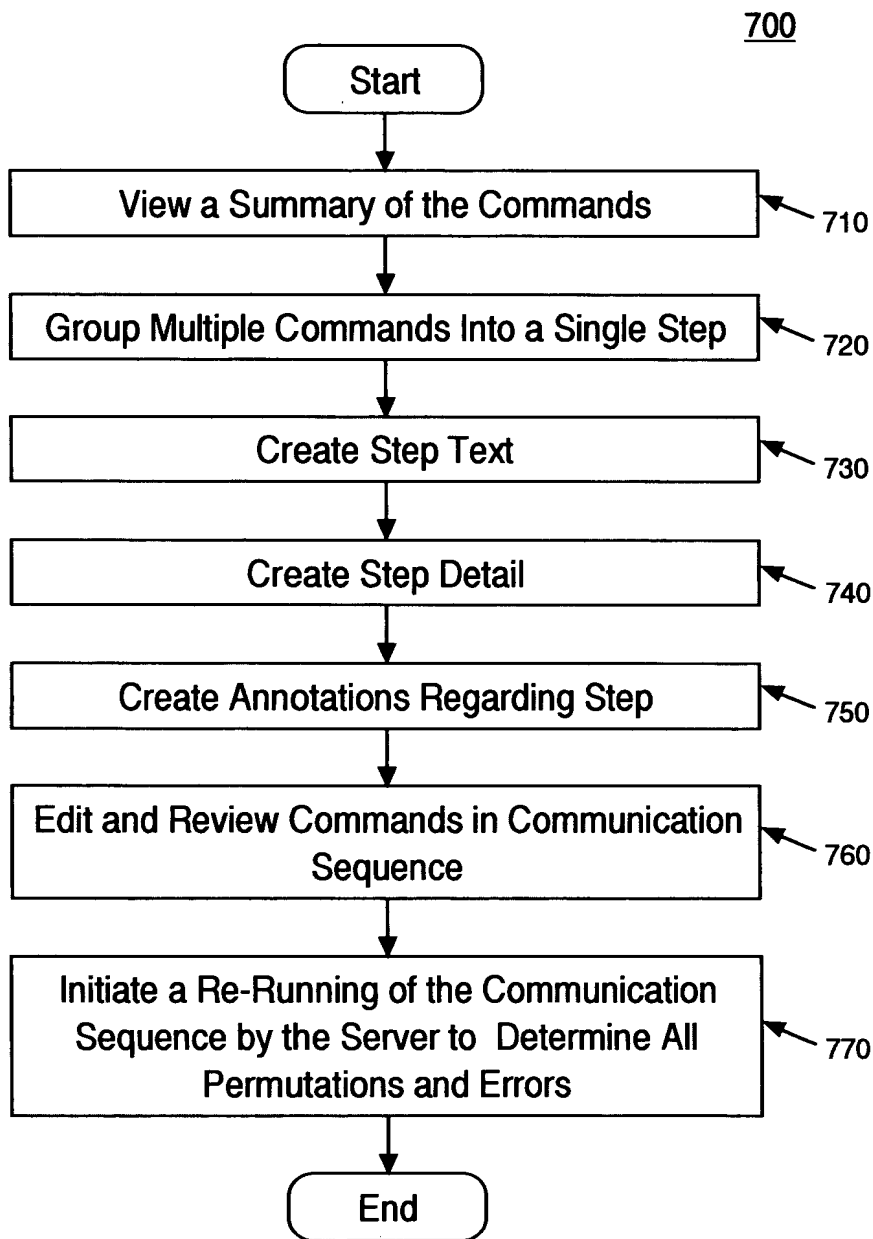 700
Start
View a Summary of the Commands
710
Group Multiple Commands Into a Single Step
720
Create Step Text
730
Create Step Detail
740
Create Annotations Regarding Step
750
Edit and Review Commands in Communication
Sequence
760
Initiate a Re-Running of the Communication
Sequence by the Server to Determine All
Permutations and Errors
770
End